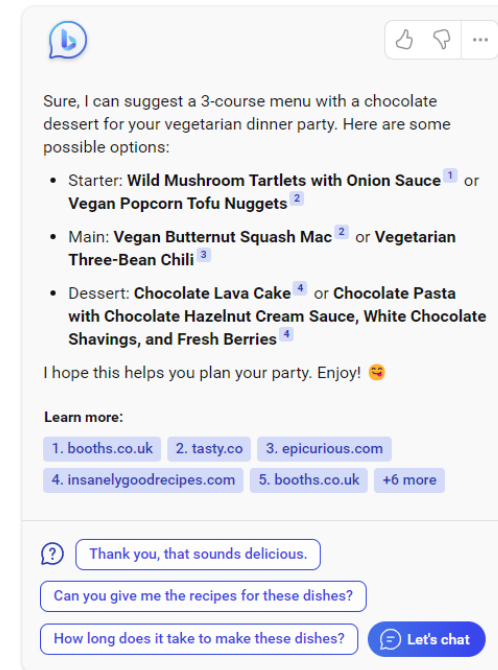 Sure, I can suggest a 3-course menu with a chocolate
dessert for your vegetarian dinner party. Here are some
possible options:
• Starter: Wild Mushroom Tartlets with Onion Sauce 1 or
Vegan Popcorn Tofu Nuggets 2
• Main: Vegan Butternut Squash Mac 2 or Vegetarian
Three-Bean Chili 3
• Dessert: Chocolate Lava Cake 4 or Chocolate Pasta
with Chocolate Hazelnut Cream Sauce, White Chocolate
Shavings, and Fresh Berries 4
I hope this helps you plan your party. Enjoy! 😋
Learn more:
1. booths.co.uk 2. tasty.co 3. epicurious.com
4. insanelygoodrecipes.com 5. booths.co.uk +6 more
Thank you, that sounds delicious.
Can you give me the recipes for these dishes?
How long does it take to make these dishes? Let's chat